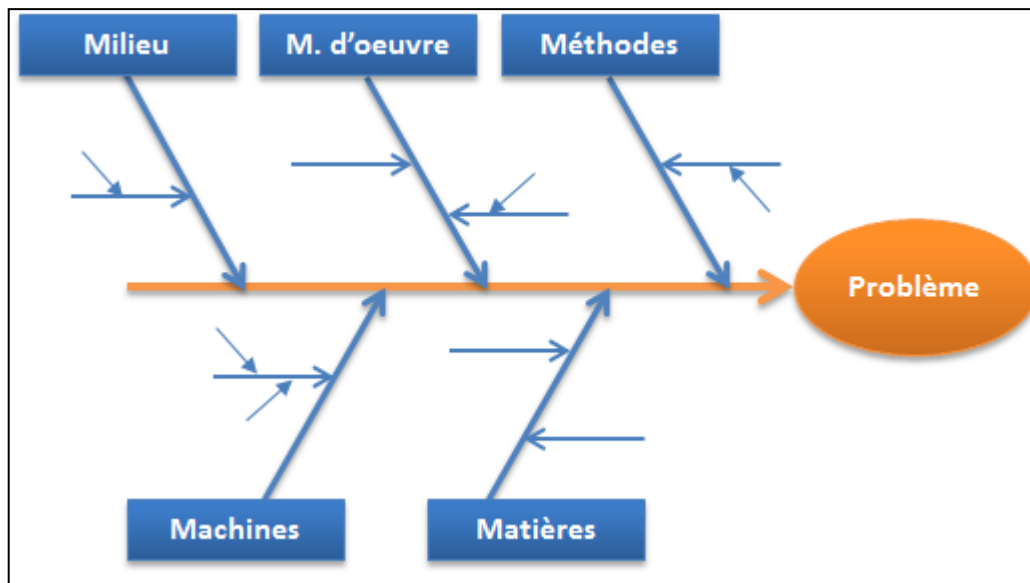 Milieu
M. d'oeuvre
Méthodes
Problème
Machines
Matières